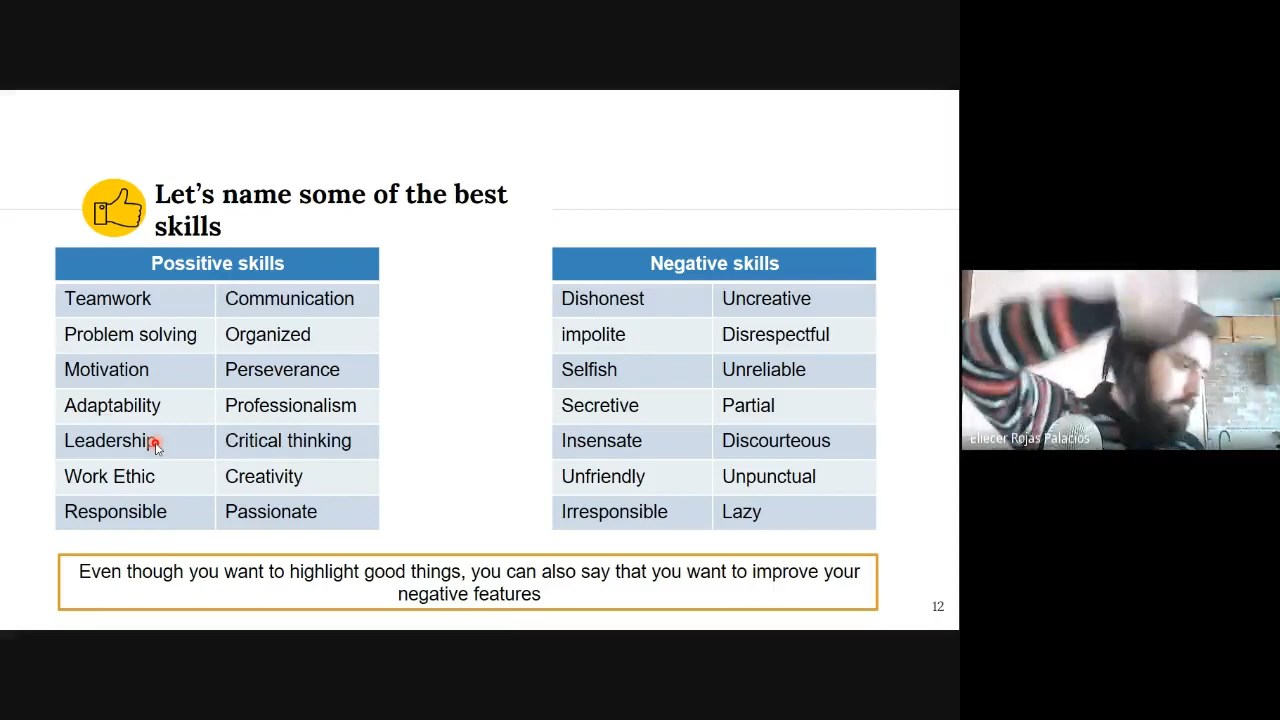 Let's name some of the best
skills
Possitive skills
Teamwork Communication
Problem solving Organized
Motivation Perseverance
Adaptability Professionalism
Leadership Critical thinking
Work Ethic Creativity
Responsible Passionate
Negative skills
Dishonest Uncreative
impolite Disrespectful
Selfish Unreliable
Secretive Partial
Insensate Discourteous
Unfriendly Unpunctual
Irresponsible Lazy
Even though you want to highlight good things, you can also say that you want to improve your
negative features
12
Eliecer Rojas Palacios